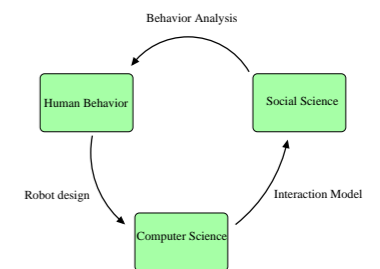 Behavior Analysis
Human Behavior
Social Science
Robot design
Interaction Model
Computer Science